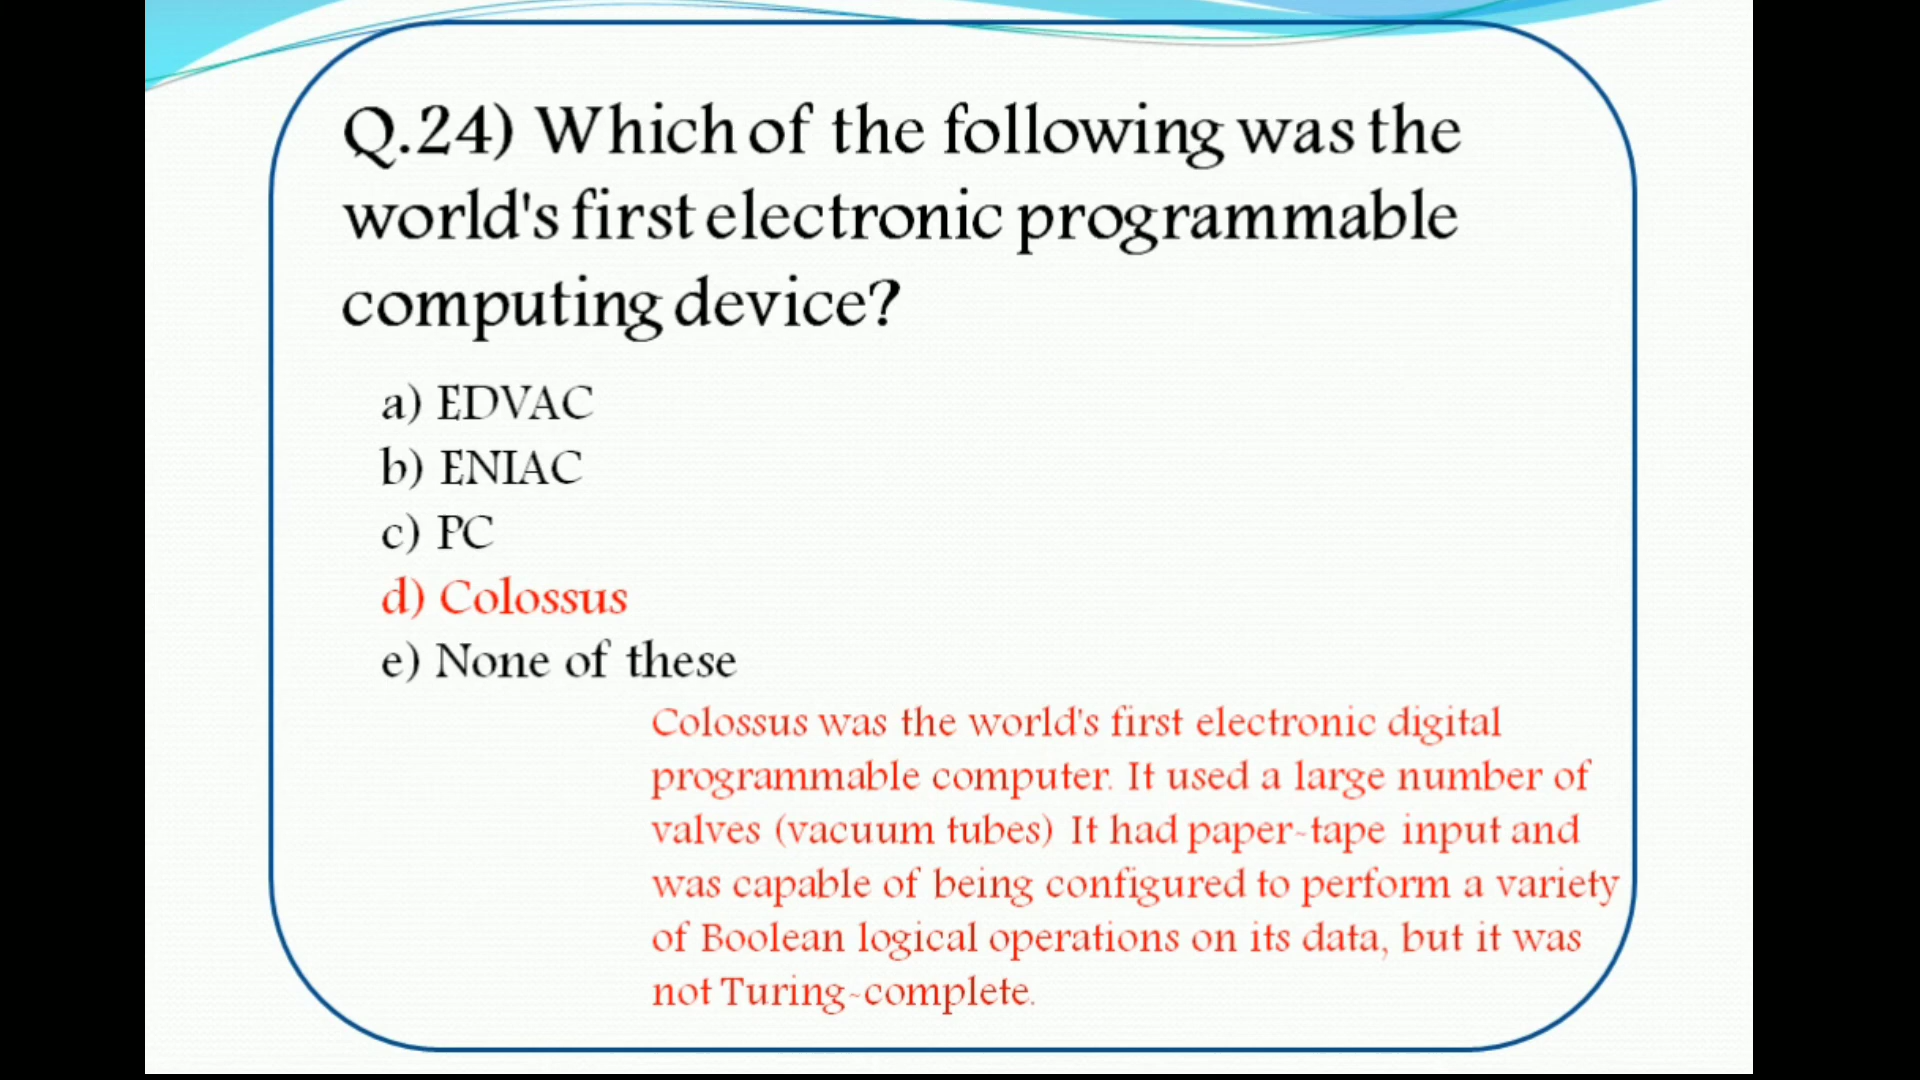 Q.24) Which of the following was the
world's first electronic programmable
computing device?
a) EDVAC
b) ENIAC
c) PC
d) Colossus
e) None of these
Colossus was the world's first electronic digital
programmable computer. It used a large number of
valves (vacuum tubes) It had paper-tape input and
was capable of being configured to perform a variety
of Boolean logical operations on its data, but it was
not Turing-complete.